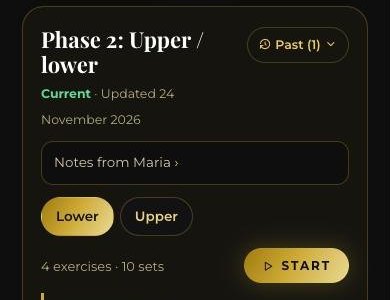 Phase 2: Upper /
lower
Past (1)
Current · Updated 24
November 2026
Notes from Maria ›
Lower
Upper
4 exercises · 10 sets
START